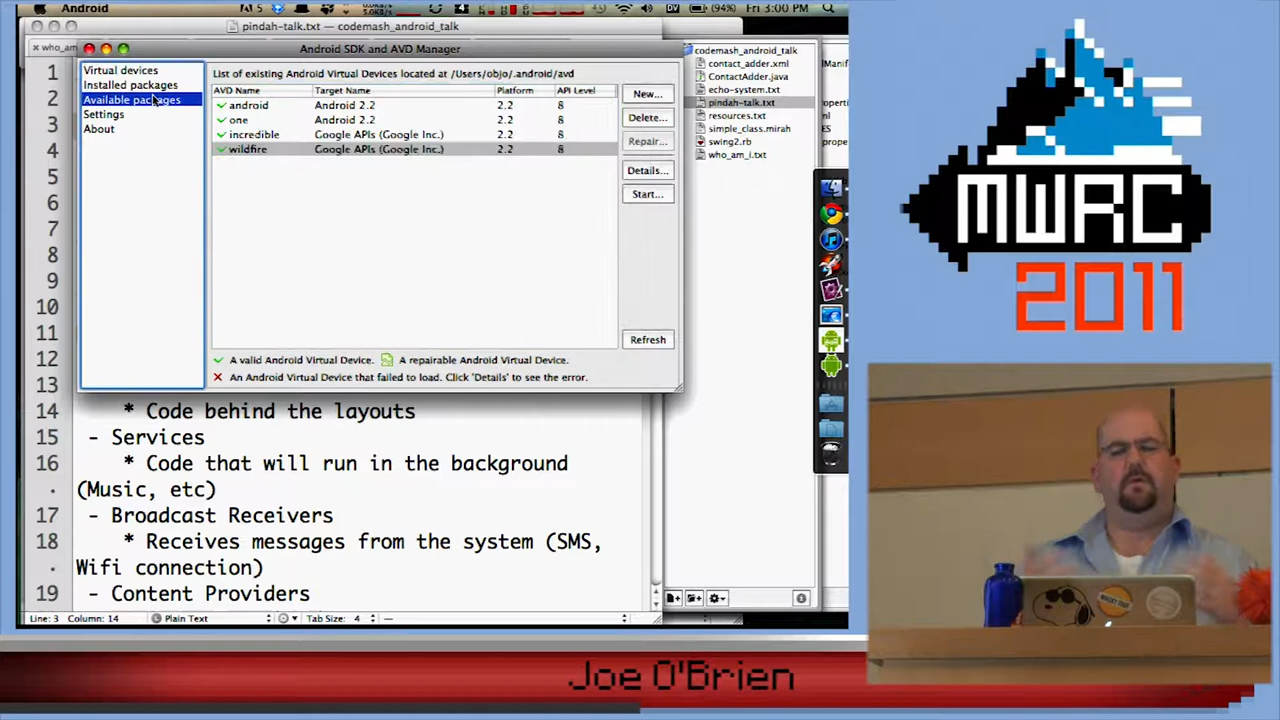 Android
(94%)
Fri 3:00 PM
pindah-talk.txt — codemash_android_talk
who_am
Android SDK and AVD Manager
Virtual devices
Installed packages
Available packages
Settings
About
List of existing Android Virtual Devices located at /Users/objo/.android/avd
AVD Name Target Name Platform API Level
android Android 2.2 2.2 8
one Android 2.2 2.2 8
incredible Google APIs (Google Inc.) 2.2 8
wildfire Google APIs (Google Inc.) 2.2 8
New...
Delete...
Repair...
Details...
Start...
Refresh
A valid Android Virtual Device. A repairable Android Virtual Device.
An Android Virtual Device that failed to load. Click 'Details' to see the error.
codemash_android_talk
contact_adder.xml
ContactAdder.java
echo-system.txt
pindah-talk.txt
resources.txt
simple_class.mirah
swing2.rb
who_am_i.txt
1
2
3
4
5
6
7
8
9
10
11
12
13
14 * Code behind the layouts
15 - Services
16 * Code that will run in the background
(Music, etc)
17 - Broadcast Receivers
18 * Receives messages from the system (SMS,
Wifi connection)
19 - Content Providers
Line: 3 Column: 14 Plain Text Tab Size: 4 —
MWRC
2011
Joe O'Brien